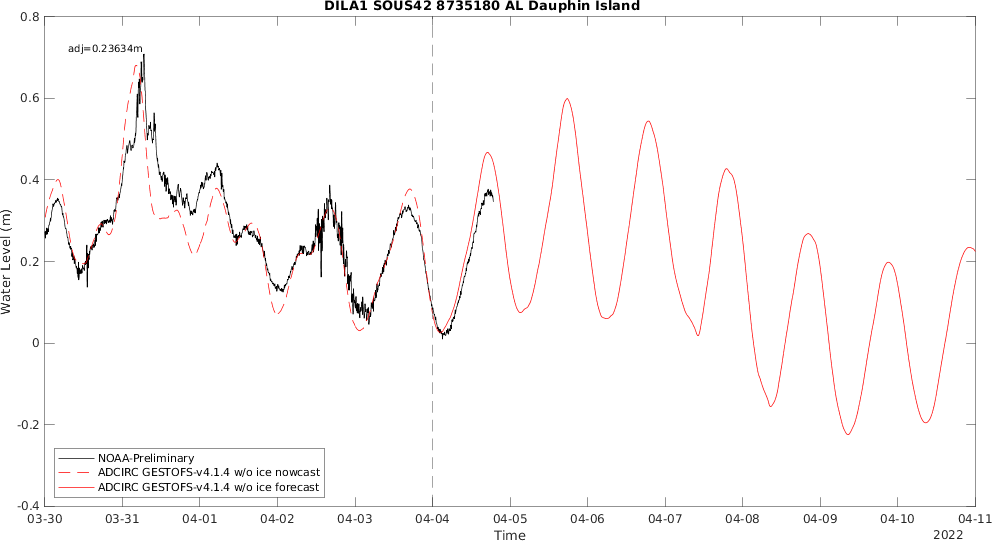 DILA1 SOUS42 8735180 AL Dauphin Island
adj=0.23634m
0.8
0.6
0.4
0.2
0
-0.2
-0.4
Water Level (m)
NOAA-Preliminary
ADCIRC GESTOFS-v4.1.4 w/o ice nowcast
ADCIRC GESTOFS-v4.1.4 w/o ice forecast
03-30 03-31 04-01 04-02 04-03 04-04 04-05 04-06 04-07 04-08 04-09 04-10 04-11
Time
2022